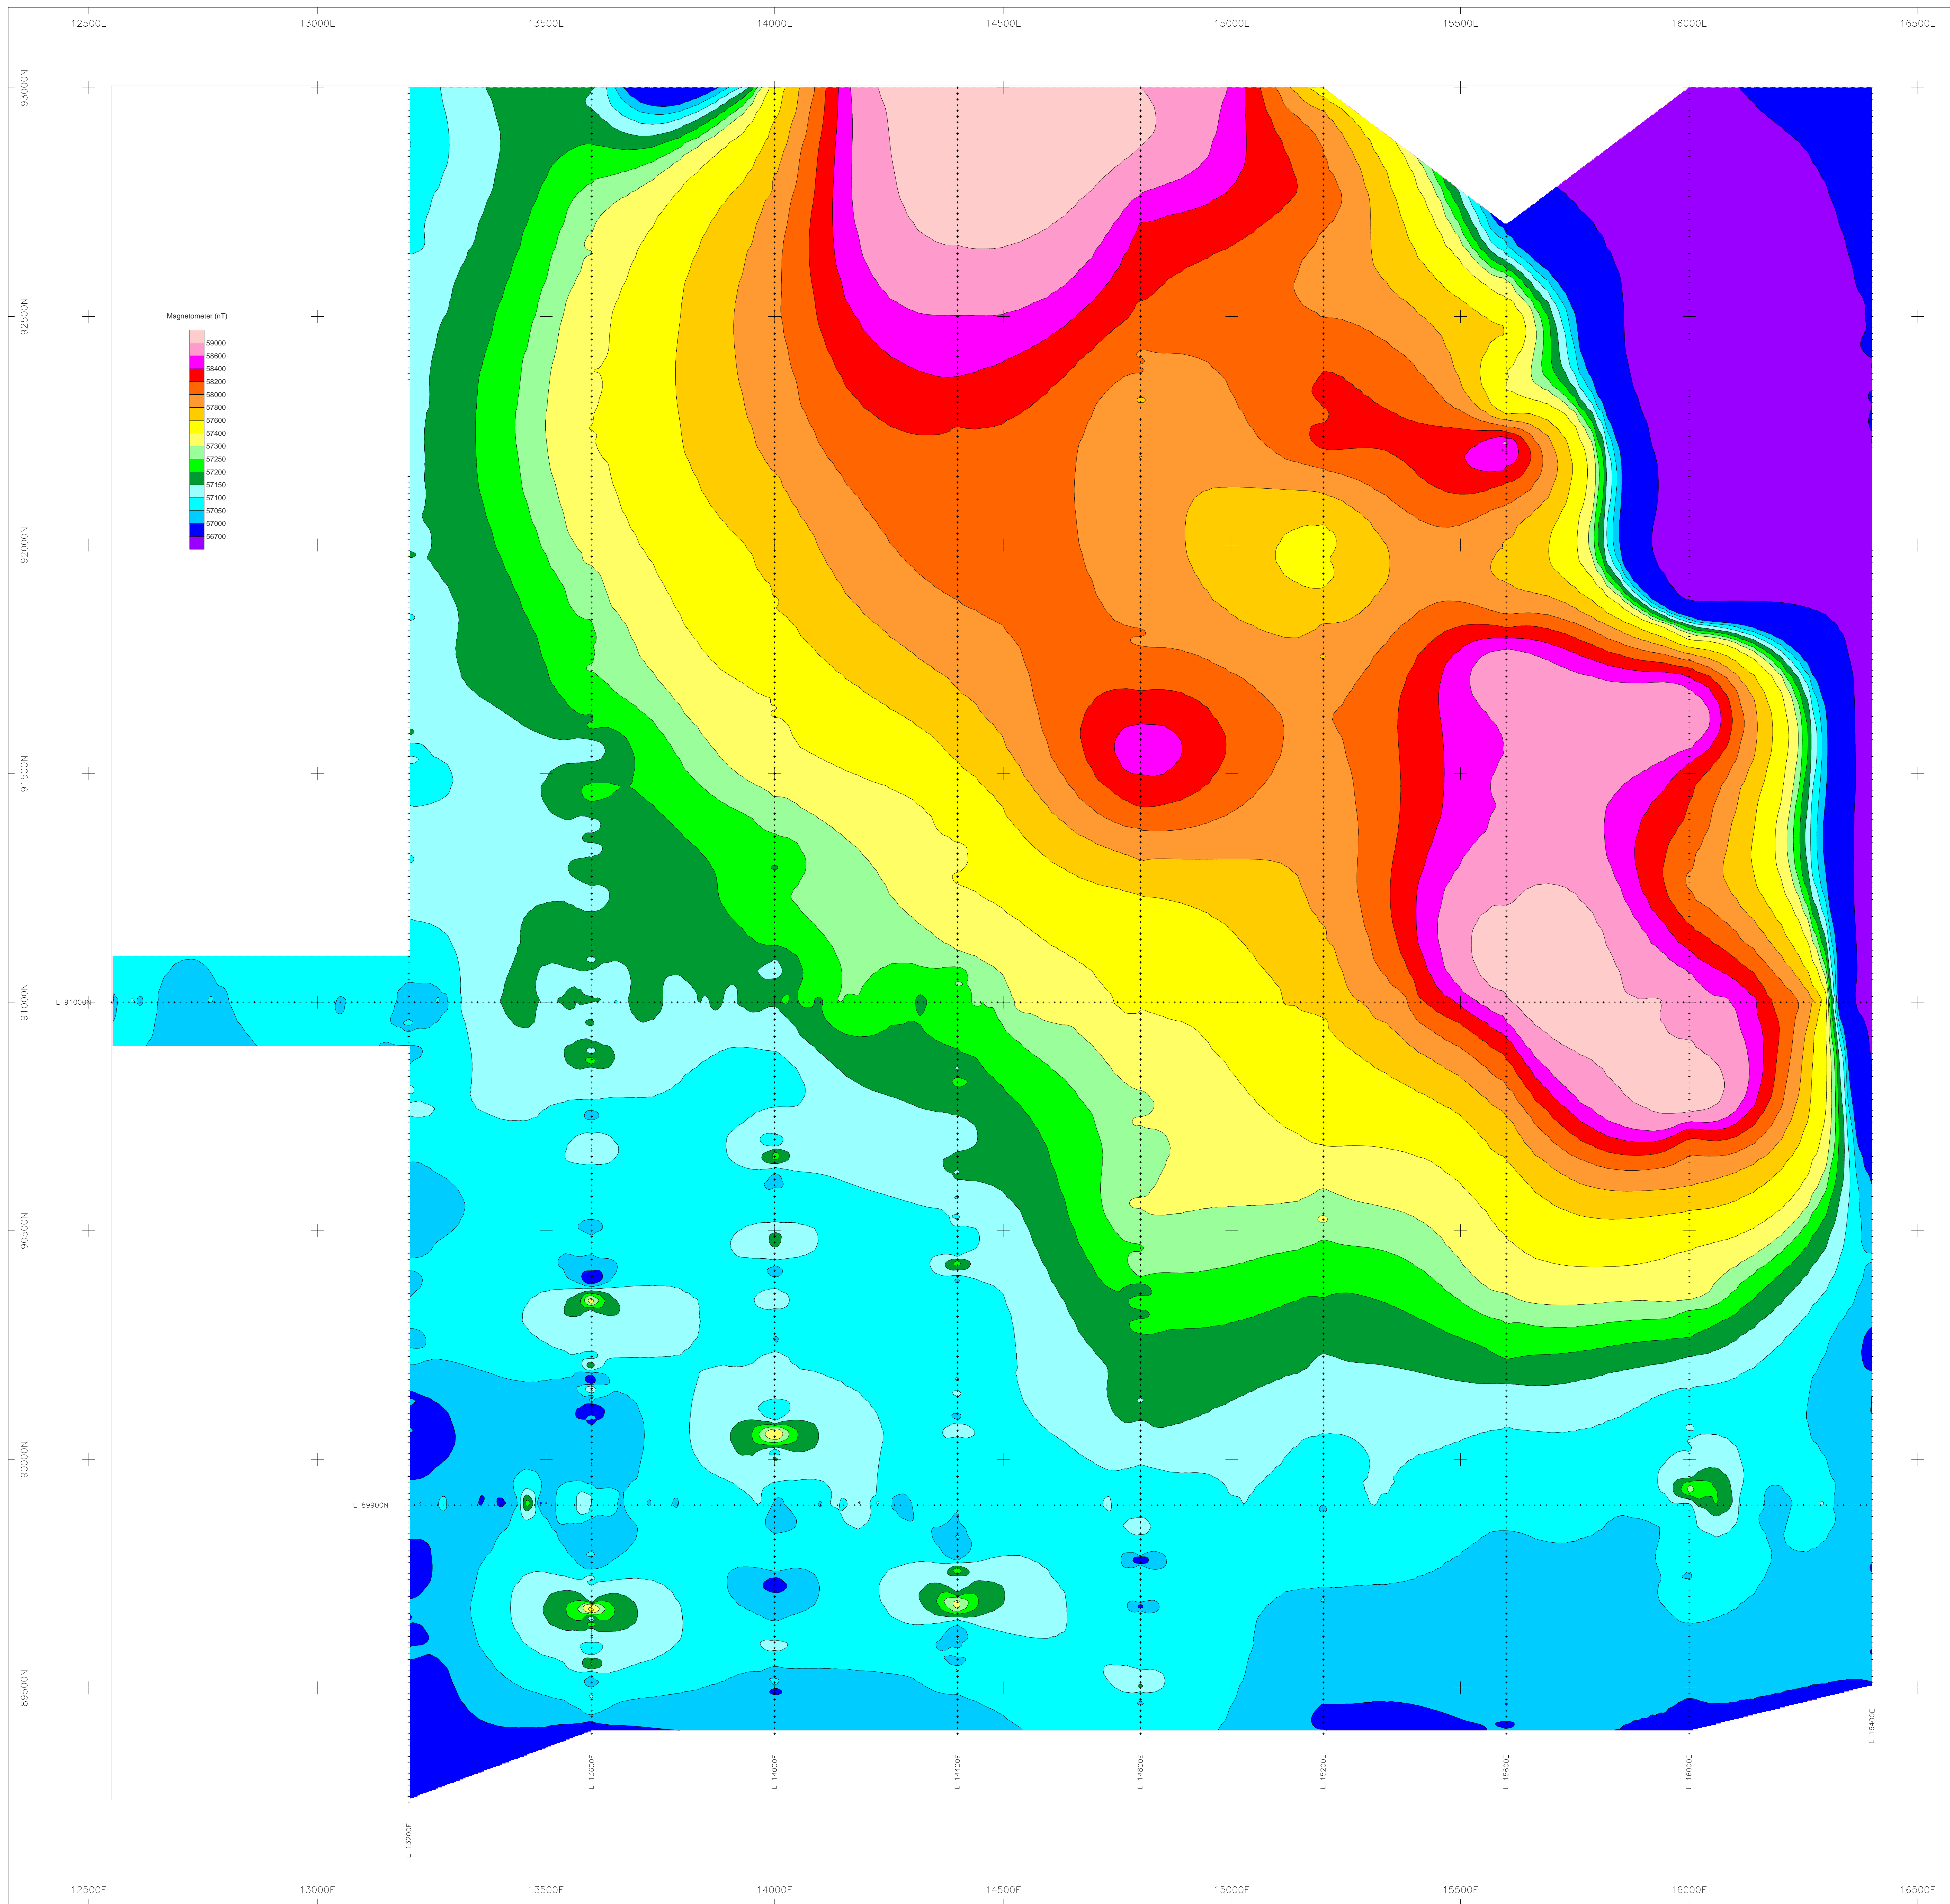 12500E 13000E 13500E 14000E 14500E 15000E 15500E 16000E 16500E
93000N
92500N
Magnetometer (nT)
59000
58600
58400
58200
58000
57800
57600
57400
57300
57250
57200
57150
57100
57050
57000
56700
92000N
91500N
91000N
L 91000N
90500N
90000N
L 89900N
89500N
L 13200E
L 13600E
L 14000E
L 14400E
L 14800E
L 15200E
L 15600E
L 16000E
L 16400E
12500E 13000E 13500E 14000E 14500E 15000E 15500E 16000E 16500E